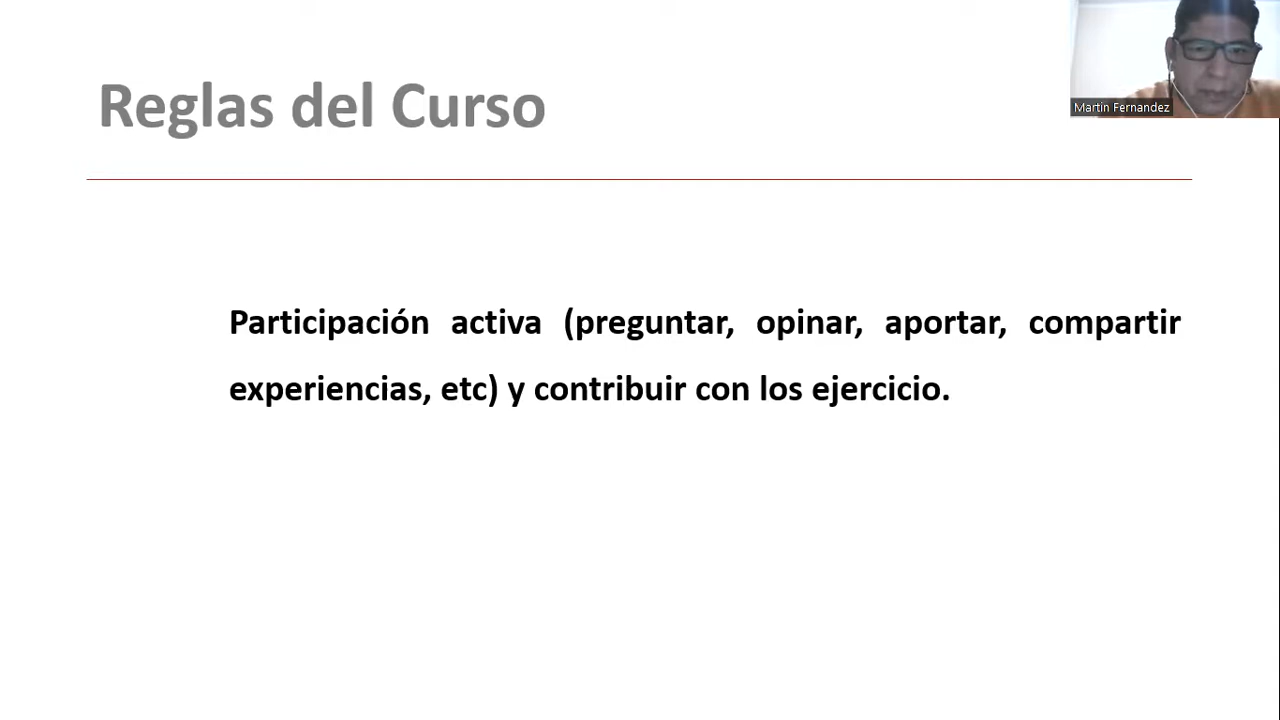 Reglas del Curso
Martin Fernandez
Participación activa (preguntar, opinar, aportar, compartir
experiencias, etc) y contribuir con los ejercicio.